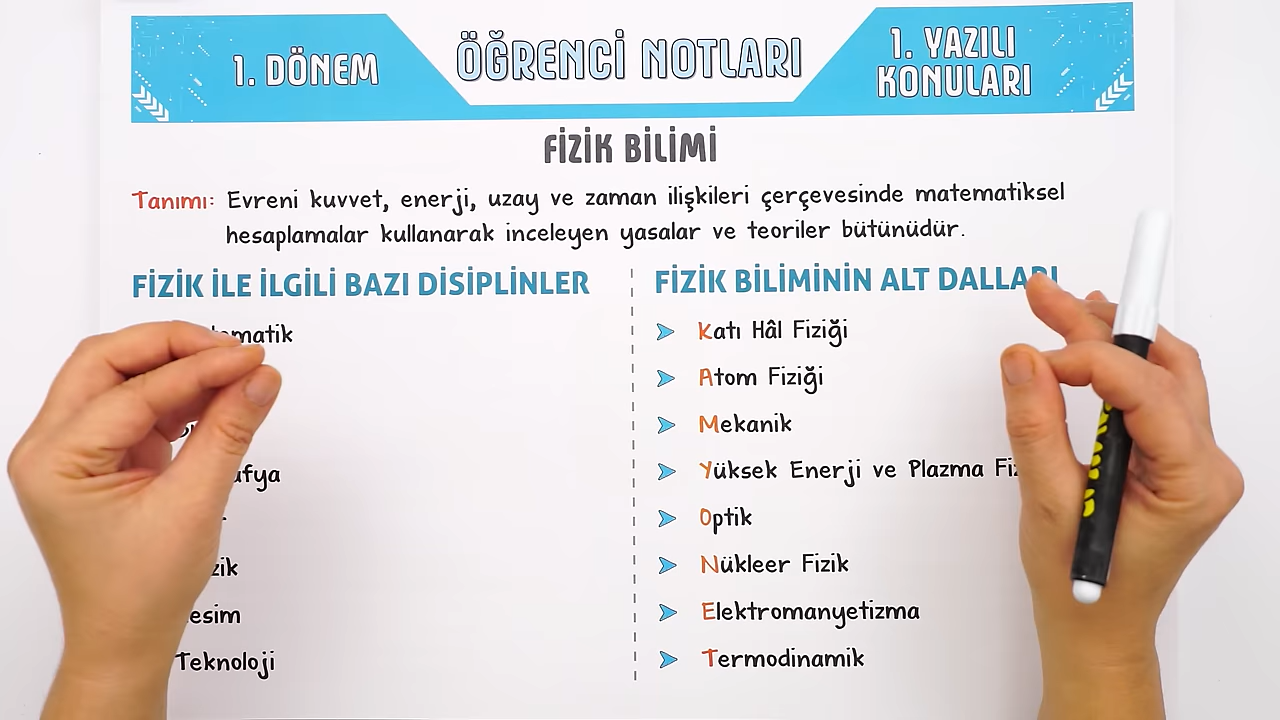 1. DÖNEM
ÖĞRENCİ NOTLARI
1. YAZILI
KONULARI
FİZİK BİLİMİ
Tanımı: Evreni kuvvet, enerji, uzay ve zaman ilişkileri çerçevesinde matematiksel
hesaplamalar kullanarak inceleyen yasalar ve teoriler bütünüdür.
FİZİK İLE İLGİLİ BAZI DİSİPLİNLER
Teknoloji
FİZİK BİLİMİNİN ALT DALLARI
Katı Hâl Fiziği
Atom Fiziği
Mekanik
Yüksek Enerji ve Plazma
Optik
Nükleer Fizik
Elektromanyetizma
Termodinamik